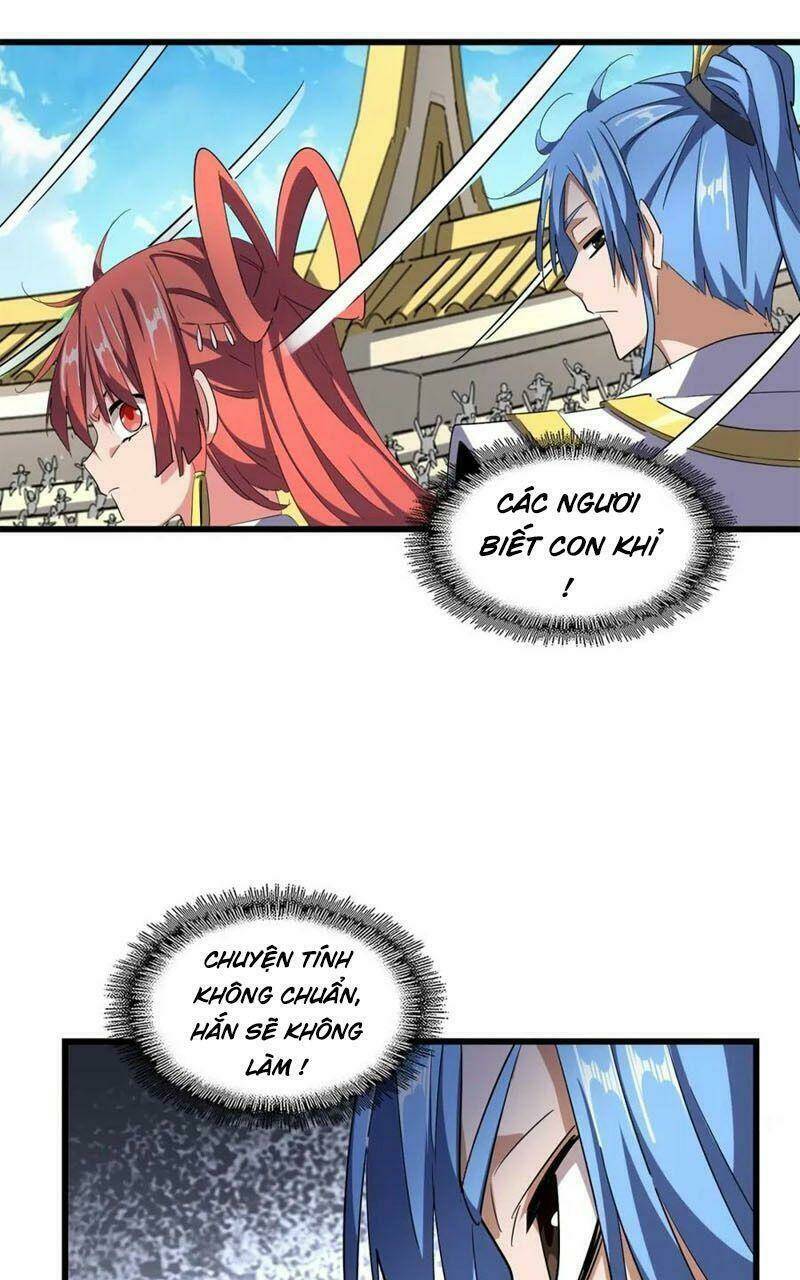 CÁC NGƯƠI
BIẾT CON KHỈ
!
CHUYỆN TÍNH
KHÔNG CHUẨN,
HẮN SẼ KHÔNG
LÀM !